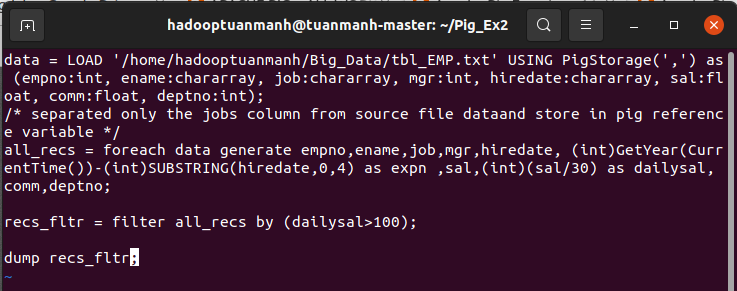 hadooptuanmanh@tuanmanh-master: ~/Pig_Ex2
data = LOAD '/home/hadooptuanmanh/Big_Data/tbl_EMP.txt' USING PigStorage(',') as
 (empno:int, ename:chararray, job:chararray, mgr:int, hiredate:chararray, sal:fl
oat, comm:float, deptno:int);
/* separated only the jobs column from source file dataand store in pig referenc
e variable */
all_recs = foreach data generate empno,ename,job,mgr,hiredate, (int)GetYear(Curr
entTime())-(int)SUBSTRING(hiredate,0,4) as expn ,sal,(int)(sal/30) as dailysal,
comm,deptno;
recs_fltr = filter all_recs by (dailysal>100);
dump recs_fltr;
~